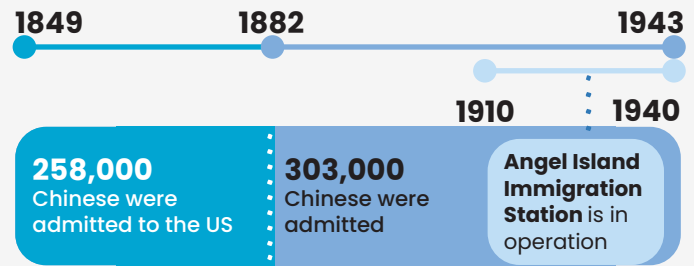 1849
1882
1943
1910
1940
258,000
Chinese were
admitted to the US
303,000
Chinese were
admitted
Angel Island
Immigration
Station is in
operation